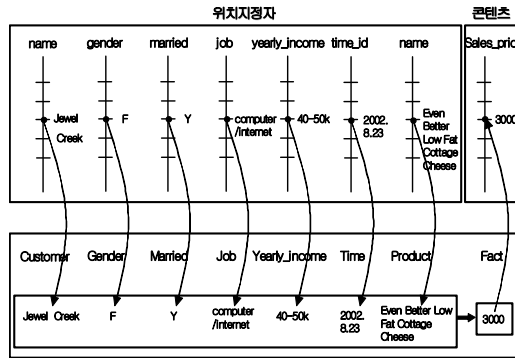 위치지정자 콘텐츠
name gender married job yearly_income time_id name Sales_pric
Jewel Creek
F
Y
computer /Internet
40-50k
2002. 8.23
Even Better Low Fat Cottage Cheese
3000
Customer Gender Married Job Yearly_income Time Product Fact
Jewel Creek
F
Y
computer /Internet
40-50k
2002. 8.23
Even Better Low Fat Cottage Cheese
3000